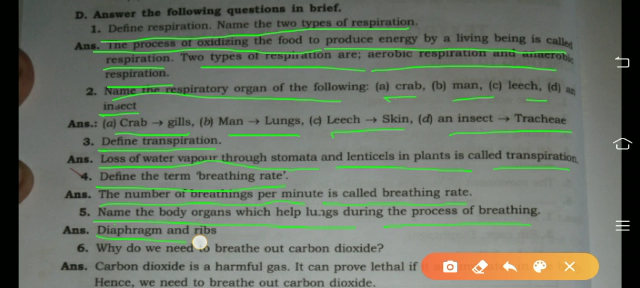 D. Answer the following questions in brief.
1. Define respiration. Name the two types of respiration.
Ans. The process of oxidizing the food to produce energy by a living being is called
respiration. Two types of respiration are; aerobic respiration and anaerobic
respiration.
2. Name the respiratory organ of the following: (a) crab, (b) man, (c) leech, (d) an
insect
Ans.: (a) Crab → gills, (b) Man → Lungs, (c) Leech → Skin, (d) an insect → Tracheae
3. Define transpiration.
Ans. Loss of water vapour through stomata and lenticels in plants is called transpiration
4. Define the term 'breathing rate'.
Ans. The number of breathings per minute is called breathing rate.
5. Name the body organs which help lungs during the process of breathing.
Ans. Diaphragm and ribs
6. Why do we need to breathe out carbon dioxide?
Ans. Carbon dioxide is a harmful gas. It can prove lethal if
Hence, we need to breathe out carbon dioxide.